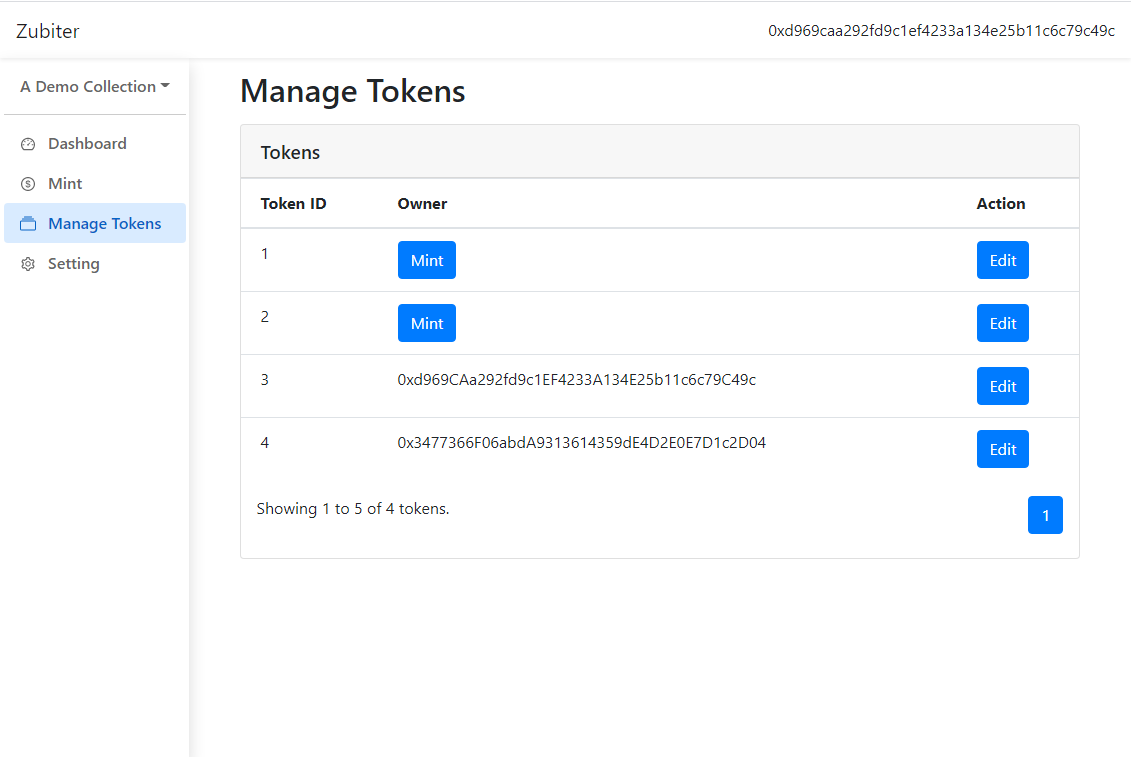 Zubiter
0xd969caa292fd9c1ef4233a134e25b11c6c79c49c
A Demo Collection
Dashboard
Mint
Manage Tokens
Setting
Manage Tokens
Tokens
Token ID Owner Action
1 Mint Edit
2 Mint Edit
3 0xd969CAa292fd9c1EF4233A134E25b11c6c79C49c Edit
4 0x3477366F06abdA9313614359dE4D2E0E7D1c2D04 Edit
Showing 1 to 5 of 4 tokens. 1